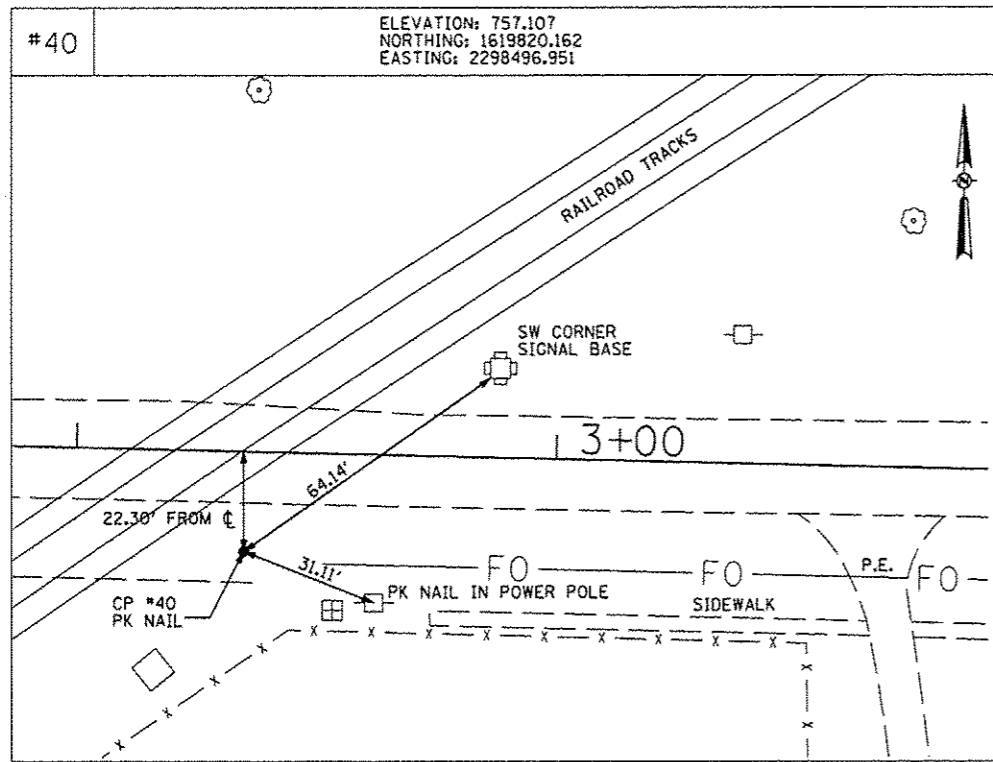 #40
ELEVATION: 757.107
NORTHING: 1619820.162
EASTING: 2298496.951
RAILROAD TRACKS
N
SW CORNER
SIGNAL BASE
3+00
64.14'
22.30' FROM ℄
31.11'
FO
FO
P.E.
FO
CP #40
PK NAIL
PK NAIL IN POWER POLE
SIDEWALK
X X X X X X X X X X X X X X